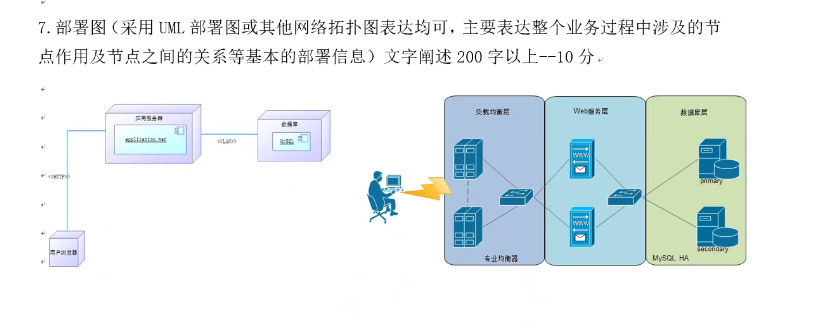 7.部署图（采用 UML 部署图或其他网络拓扑图表达均可，主要表达整个业务过程中涉及的节
点作用及节点之间的关系等基本的部署信息）文字阐述 200 字以上--10 分
应用服务器
application.war
数据库
MySQL
<<LAN>>
<<HTTP>>
用户浏览器
负载均衡层
Web服务层
数据库层
WWW
WWW
primary
secondary
专业均衡器
MySQL HA